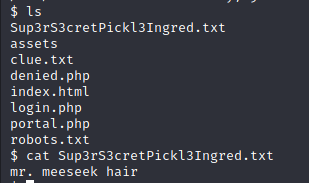 $ ls
Sup3rS3cretPickl3Ingred.txt
assets
clue.txt
denied.php
index.html
login.php
portal.php
robots.txt
$ cat Sup3rS3cretPickl3Ingred.txt
mr. meeseek hair